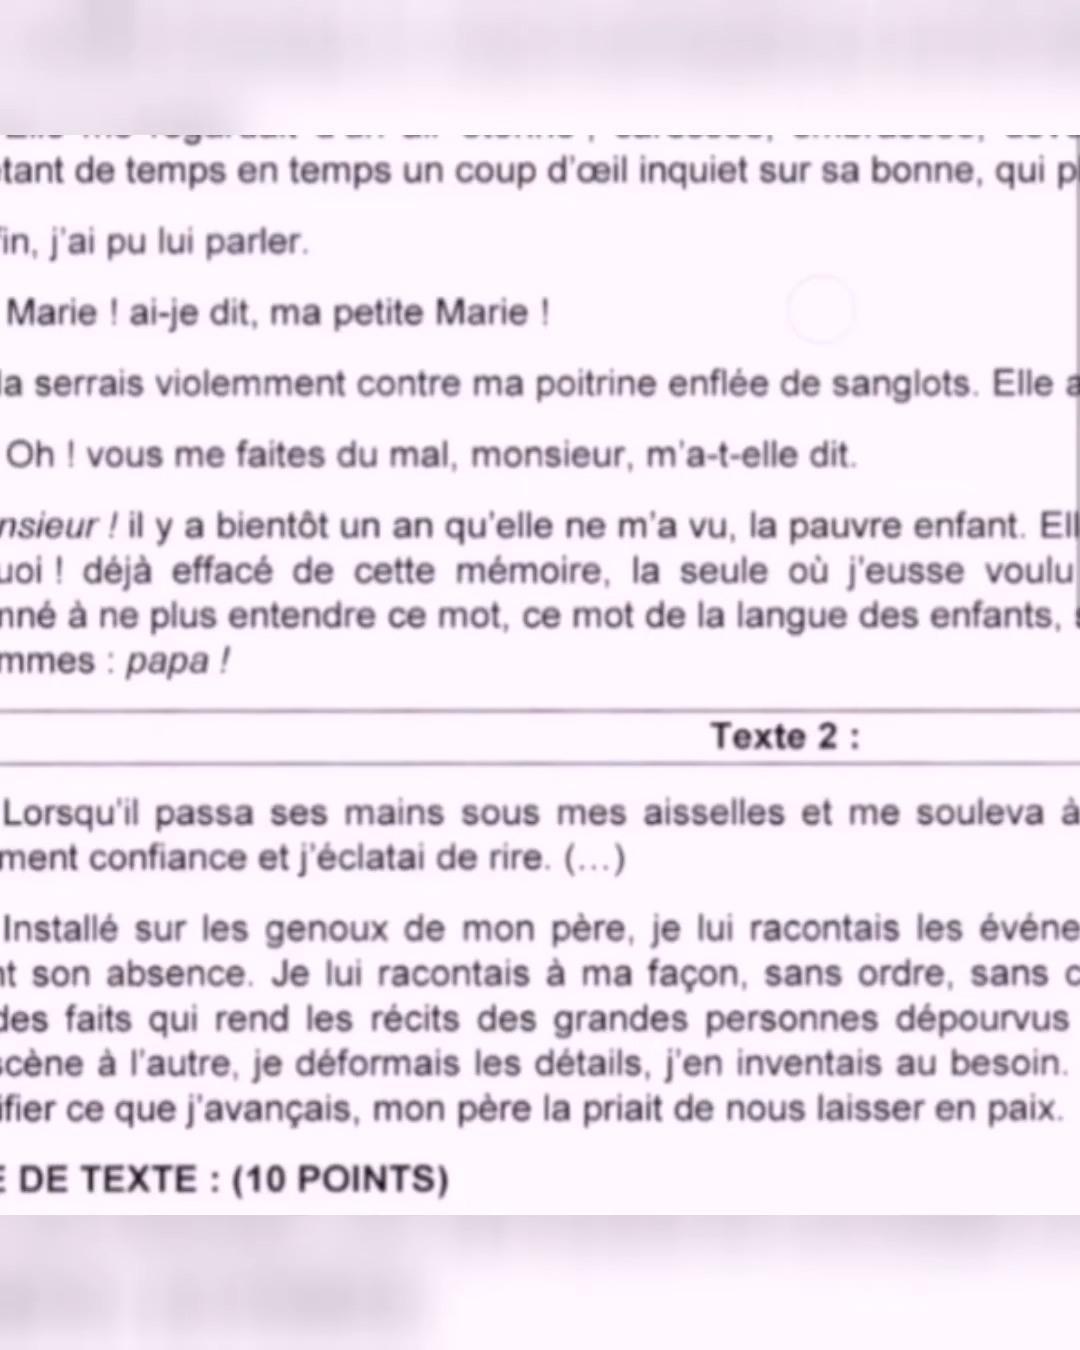 tant de temps en temps un coup d'œil inquiet sur sa bonne, qui
in, j'ai pu lui parler.
Marie ! ai-je dit, ma petite Marie !
la serrais violemment contre ma poitrine enflée de sanglots. Elle
Oh ! vous me faites du mal, monsieur, m'a-t-elle dit.
nsieur ! il y a bientôt un an qu'elle ne m'a vu, la pauvre enfant. Ell
uoi ! déjà effacé de cette mémoire, la seule où j'eusse voulu
nné à ne plus entendre ce mot, ce mot de la langue des enfants,
mmes : papa !
Texte 2 :
Lorsqu'il passa ses mains sous mes aisselles et me souleva à
ment confiance et j'éclatai de rire. (...)
Installé sur les genoux de mon père, je lui racontais les événe
nt son absence. Je lui racontais à ma façon, sans ordre, sans
des faits qui rend les récits des grandes personnes dépourvus
scène à l'autre, je déformais les détails, j'en inventais au besoin.
ifier ce que j'avançais, mon père la priait de nous laisser en paix.
E DE TEXTE : (10 POINTS)